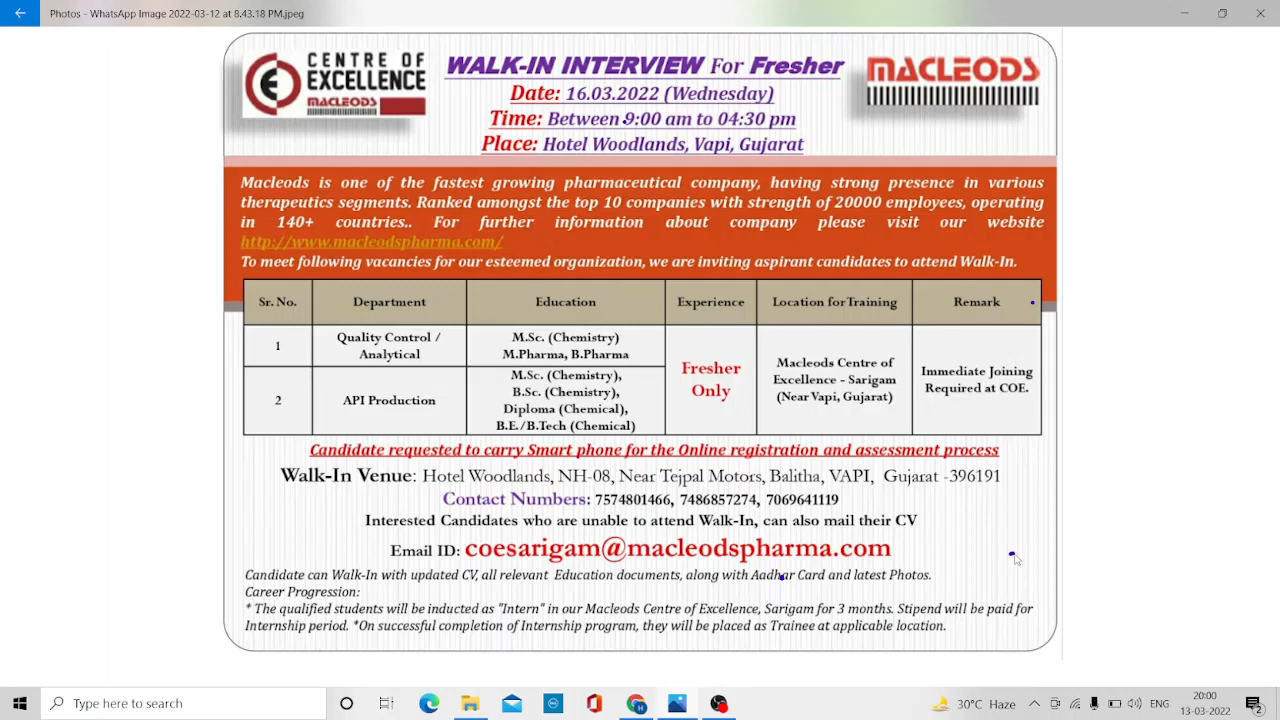 Photos - WhatsApp Image 2022-03-12 at 8.43.18 PM.jpeg
CENTRE OF
EXCELLENCE
MACLEODS
WALK-IN INTERVIEW For Fresher
Date: 16.03.2022 (Wednesday)
Time: Between 9:00 am to 04:30 pm
Place: Hotel Woodlands, Vapi, Gujarat
MACLEODS
Macleods is one of the fastest growing pharmaceutical company, having strong presence in various
therapeutics segments. Ranked amongst the top 10 companies with strength of 20000 employees, operating
in 140+ countries.. For further information about company please visit our website
http://www.macleodspharma.com/
To meet following vacancies for our esteemed organization, we are inviting aspirant candidates to attend Walk-In.
Sr. No. Department Education Experience Location for Training Remark
1
Quality Control /
Analytical
M.Sc. (Chemistry)
M.Pharma, B.Pharma
2
API Production
M.Sc. (Chemistry),
B.Sc. (Chemistry),
Diploma (Chemical),
B.E./B.Tech (Chemical)
Fresher
Only
Macleods Centre of
Excellence - Sarigam
(Near Vapi, Gujarat)
Immediate Joining
Required at COE.
Candidate requested to carry Smart phone for the Online registration and assessment process
Walk-In Venue: Hotel Woodlands, NH-08, Near Tejpal Motors, Balitha, VAPI, Gujarat -396191
Contact Numbers: 7574801466, 7486857274, 7069641119
Interested Candidates who are unable to attend Walk-In, can also mail their CV
Email ID: coesarigam@macleodspharma.com
Candidate can Walk-In with updated CV, all relevant Education documents, along with Aadhar Card and latest Photos.
Career Progression:
* The qualified students will be inducted as "Intern" in our Macleods Centre of Excellence, Sarigam for 3 months. Stipend will be paid for
Internship period. *On successful completion of Internship program, they will be placed as Trainee at applicable location.
Type here to search
30°C Haze
ENG
20:00
13-03-2022
2